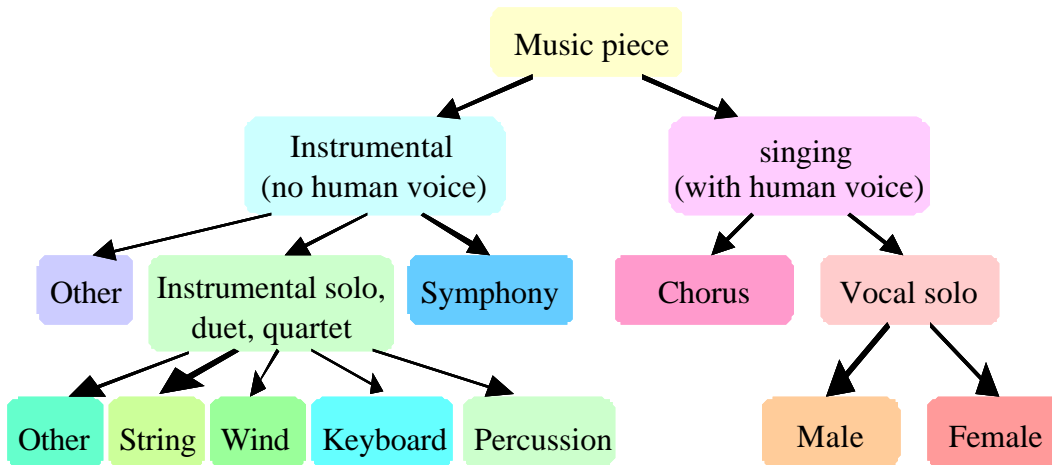 Music piece
Instrumental
(no human voice)
singing
(with human voice)
Other
Instrumental solo,
duet, quartet
Symphony
Chorus
Vocal solo
Other
String
Wind
Keyboard
Percussion
Male
Female